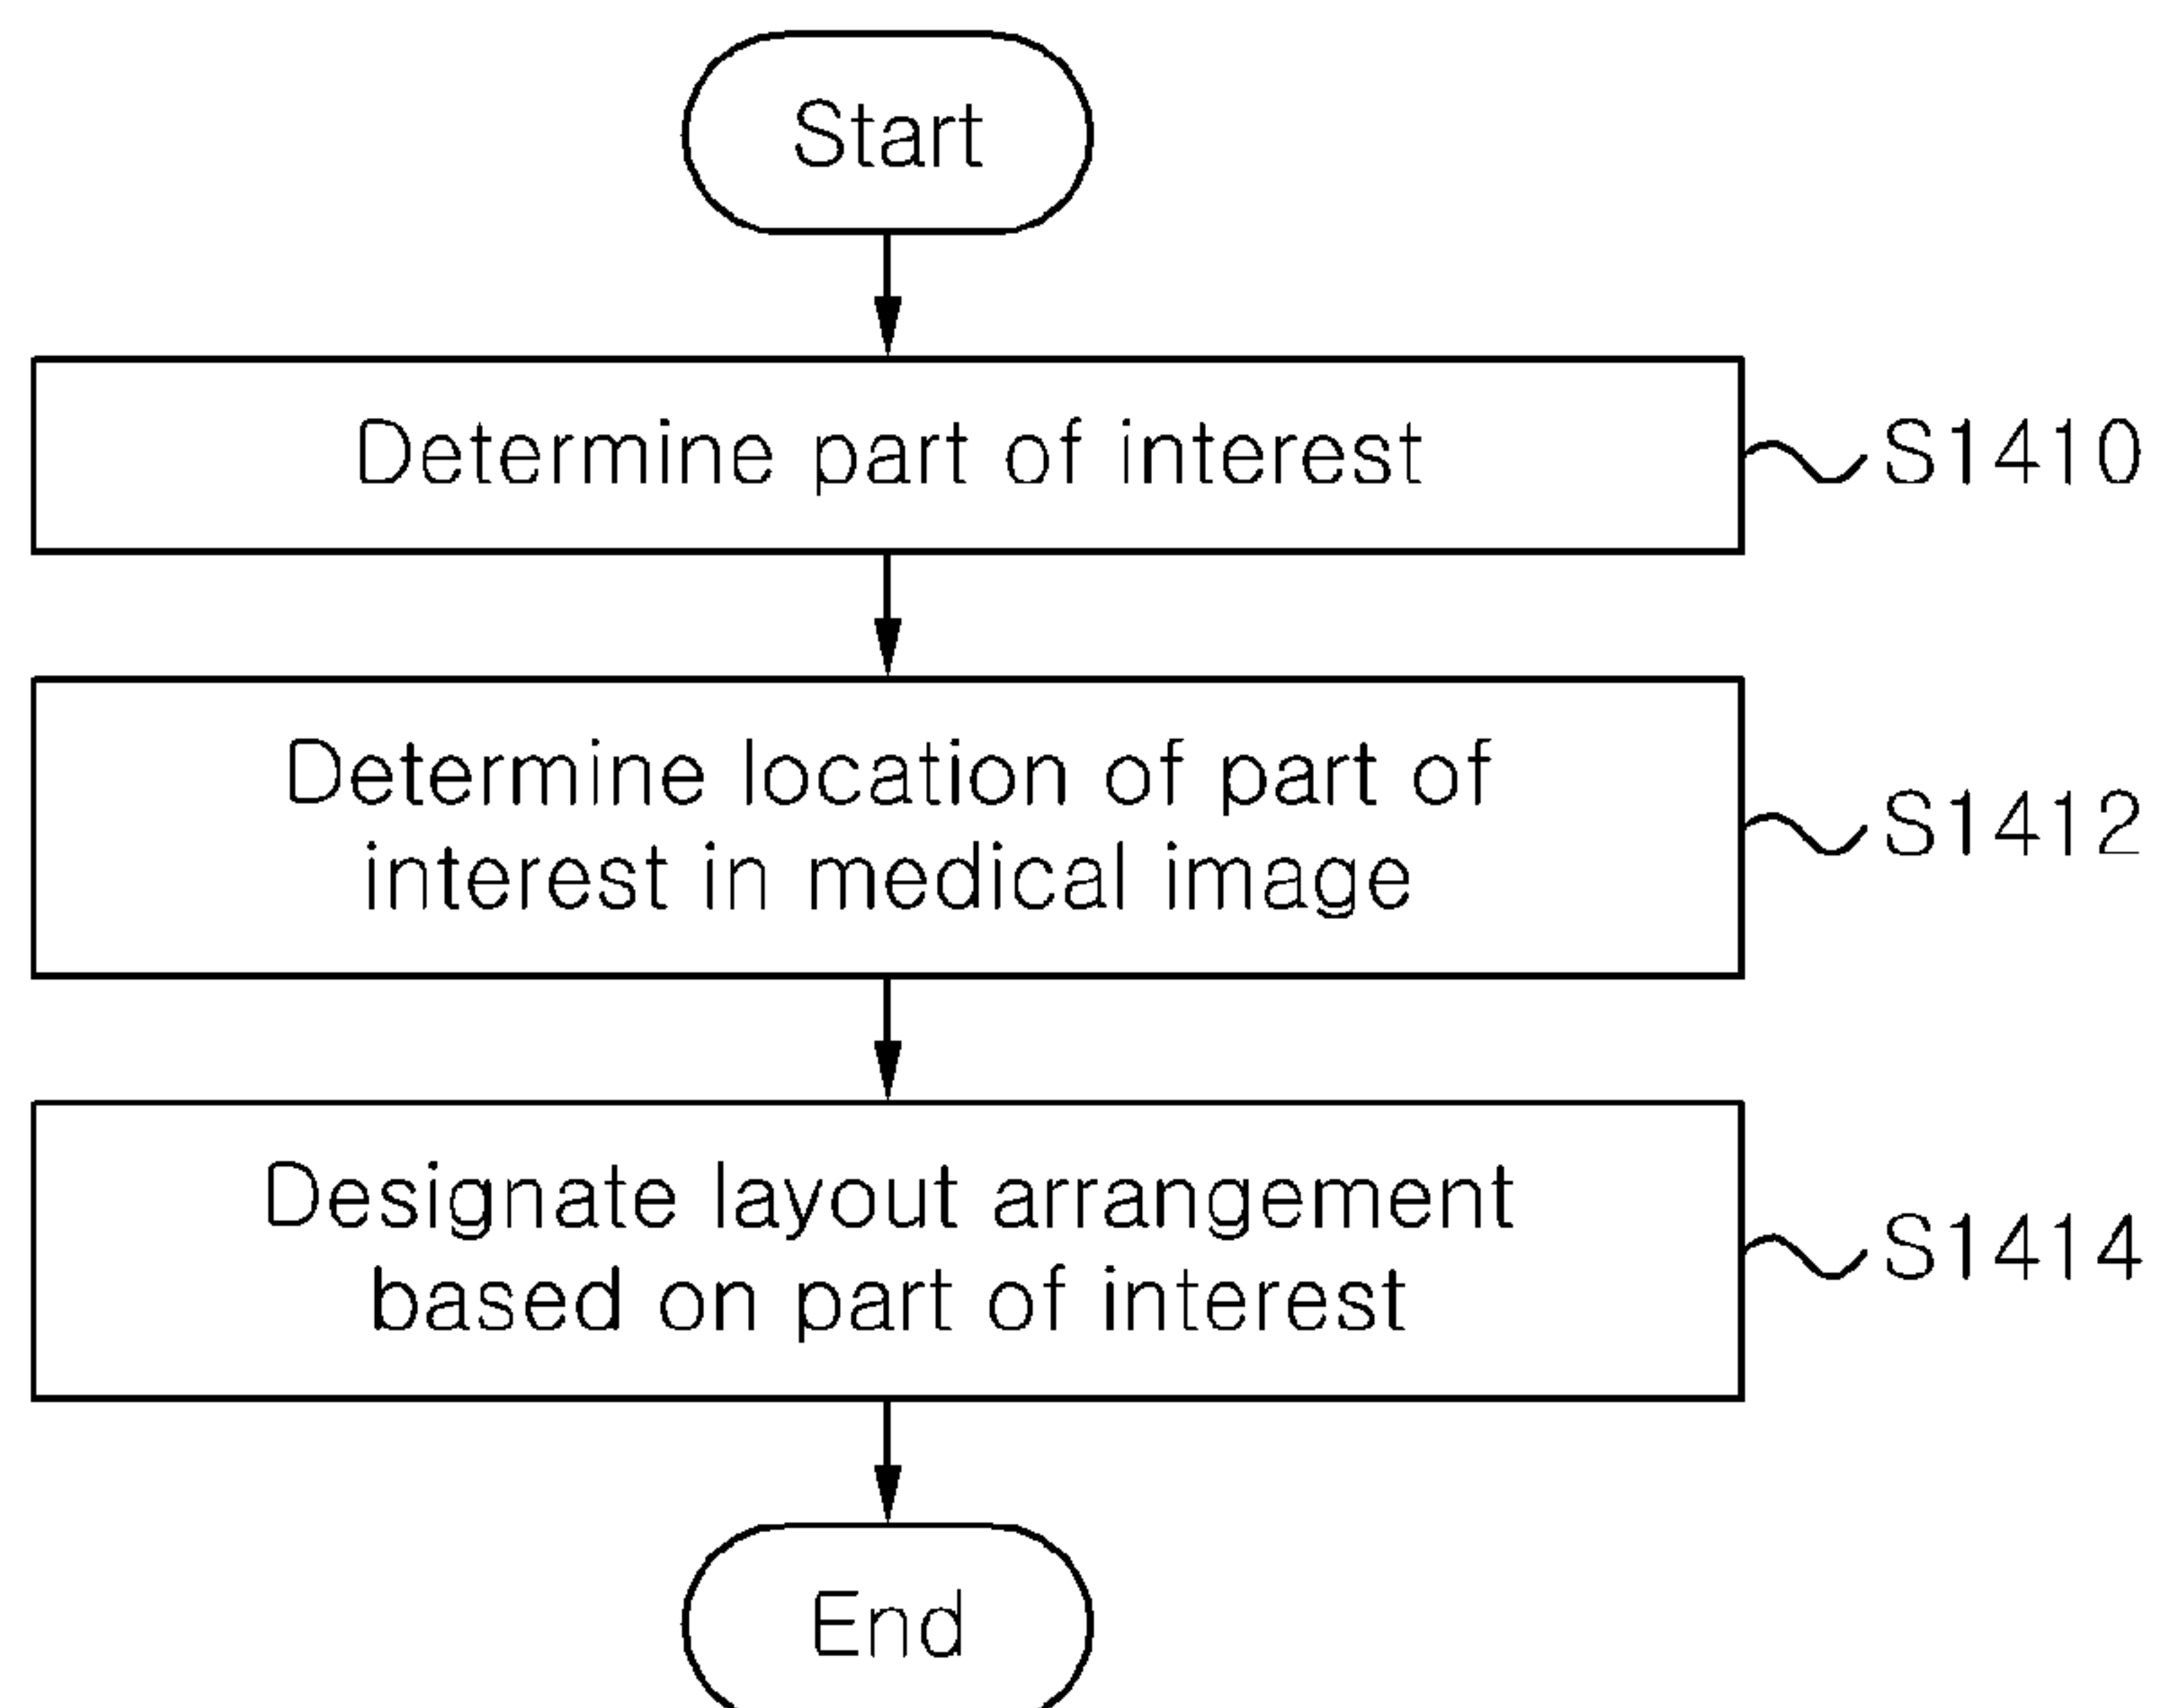 Start
Determine part of interest
S1410
Determine location of part of
interest in medical image
S1412
Designate layout arrangement
based on part of interest
S1414
End